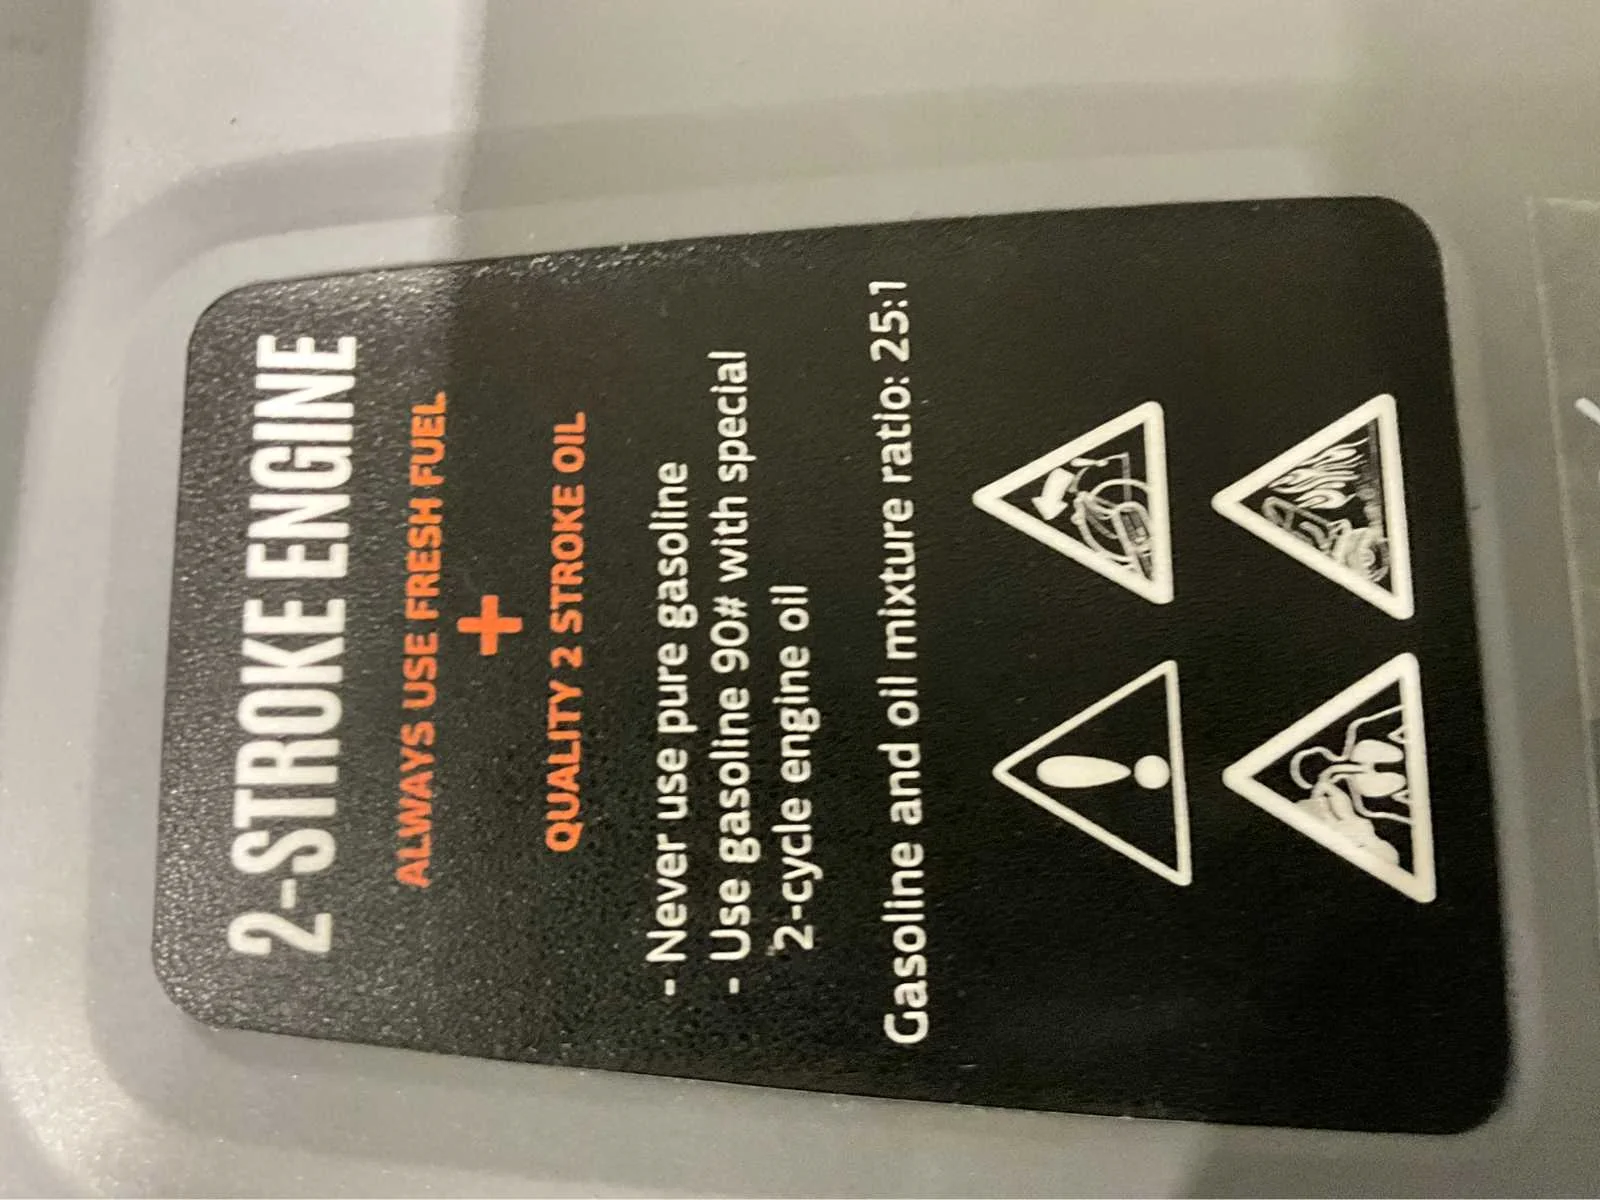 2-STROKE ENGINE
ALWAYS USE FRESH FUEL
+
QUALITY 2 STROKE OIL
- Never use pure gasoline
- Use gasoline 90# with special
2-cycle engine oil
Gasoline and oil mixture ratio: 25:1